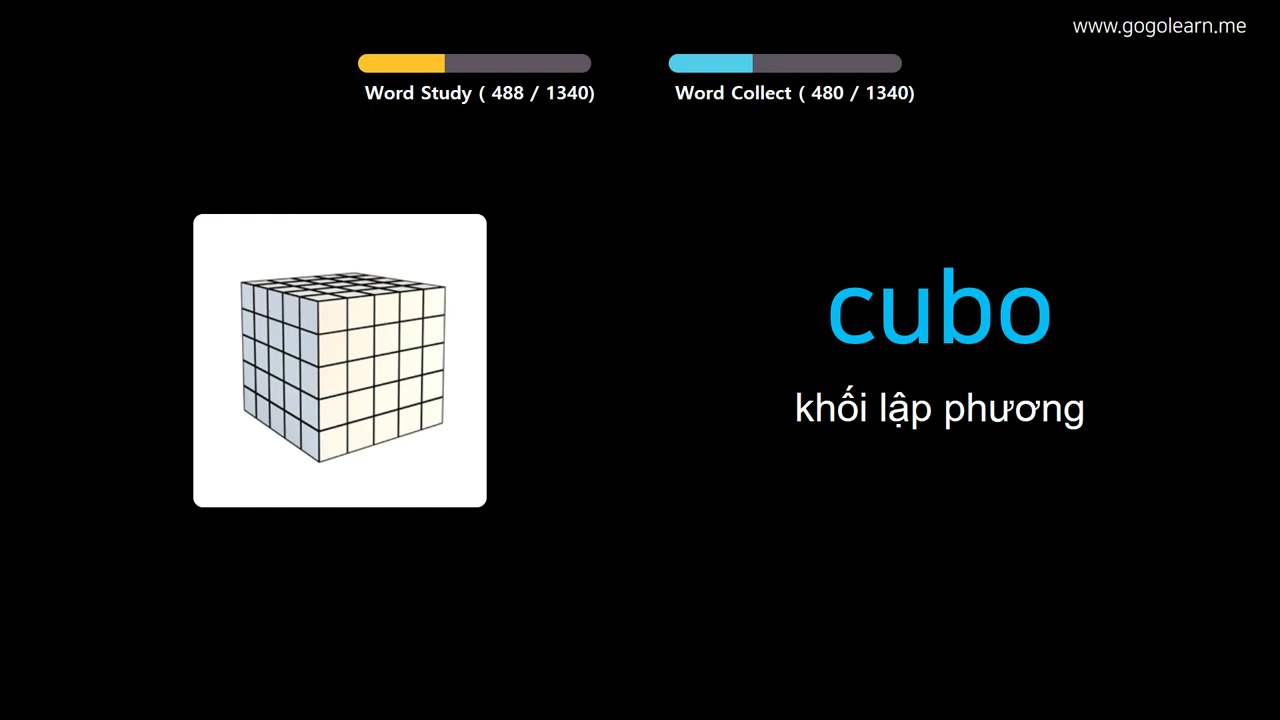 www.gogolearn.me
Word Study ( 488 / 1340)
Word Collect ( 480 / 1340)
cubo
khối lập phương